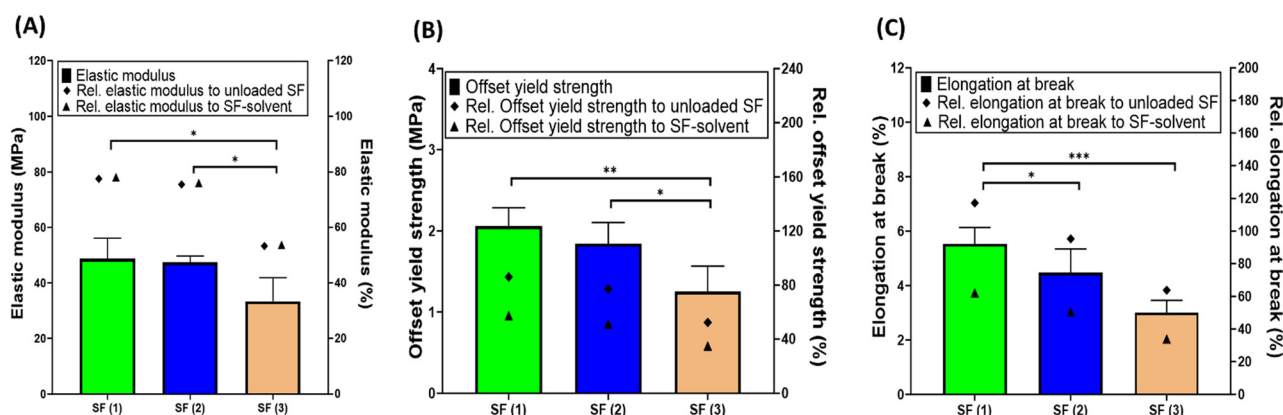 (A)
120
100
80
60
40
20
0
Elastic modulus (MPa)
Elastic modulus
Rel. elastic modulus to unloaded SF
Rel. elastic modulus to SF-solvent
*
*
120
100
80
60
40
20
0
Elastic modulus (%)
SF (1) SF (2) SF (3)
(B)
4
3
2
1
0
Offset yield strength (MPa)
Offset yield strength
Rel. Offset yield strength to unloaded SF
Rel. Offset yield strength to SF-solvent
**
*
240
200
160
120
80
40
0
Rel. offset yield strength (%)
SF (1) SF (2) SF (3)
(C)
12
10
8
6
4
2
0
Elongation at break (%)
Elongation at break
Rel. elongation at break to unloaded SF
Rel. elongation at break to SF-solvent
***
*
200
180
160
140
120
100
80
60
40
20
0
Rel. elongation at break (%)
SF (1) SF (2) SF (3)